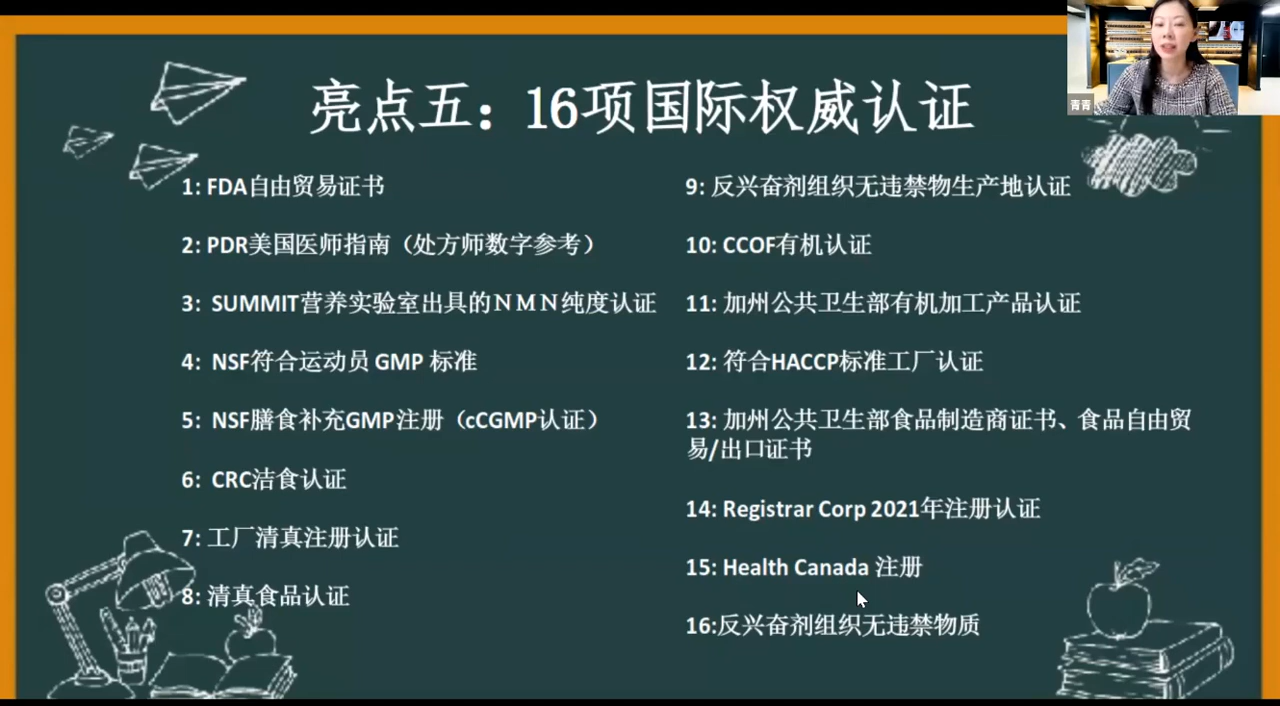 亮点五：16项国际权威认证
青青
1: FDA自由贸易证书
2: PDR美国医师指南（处方师数字参考）
3: SUMMIT营养实验室出具的ＮＭＮ纯度认证
4: NSF符合运动员 GMP 标准
5: NSF膳食补充GMP注册（cCGMP认证）
6: CRC洁食认证
7: 工厂清真注册认证
8: 清真食品认证
9: 反兴奋剂组织无违禁物生产地认证
10: CCOF有机认证
11: 加州公共卫生部有机加工产品认证
12: 符合HACCP标准工厂认证
13: 加州公共卫生部食品制造商证书、食品自由贸
易/出口证书
14: Registrar Corp 2021年注册认证
15: Health Canada 注册
16:反兴奋剂组织无违禁物质